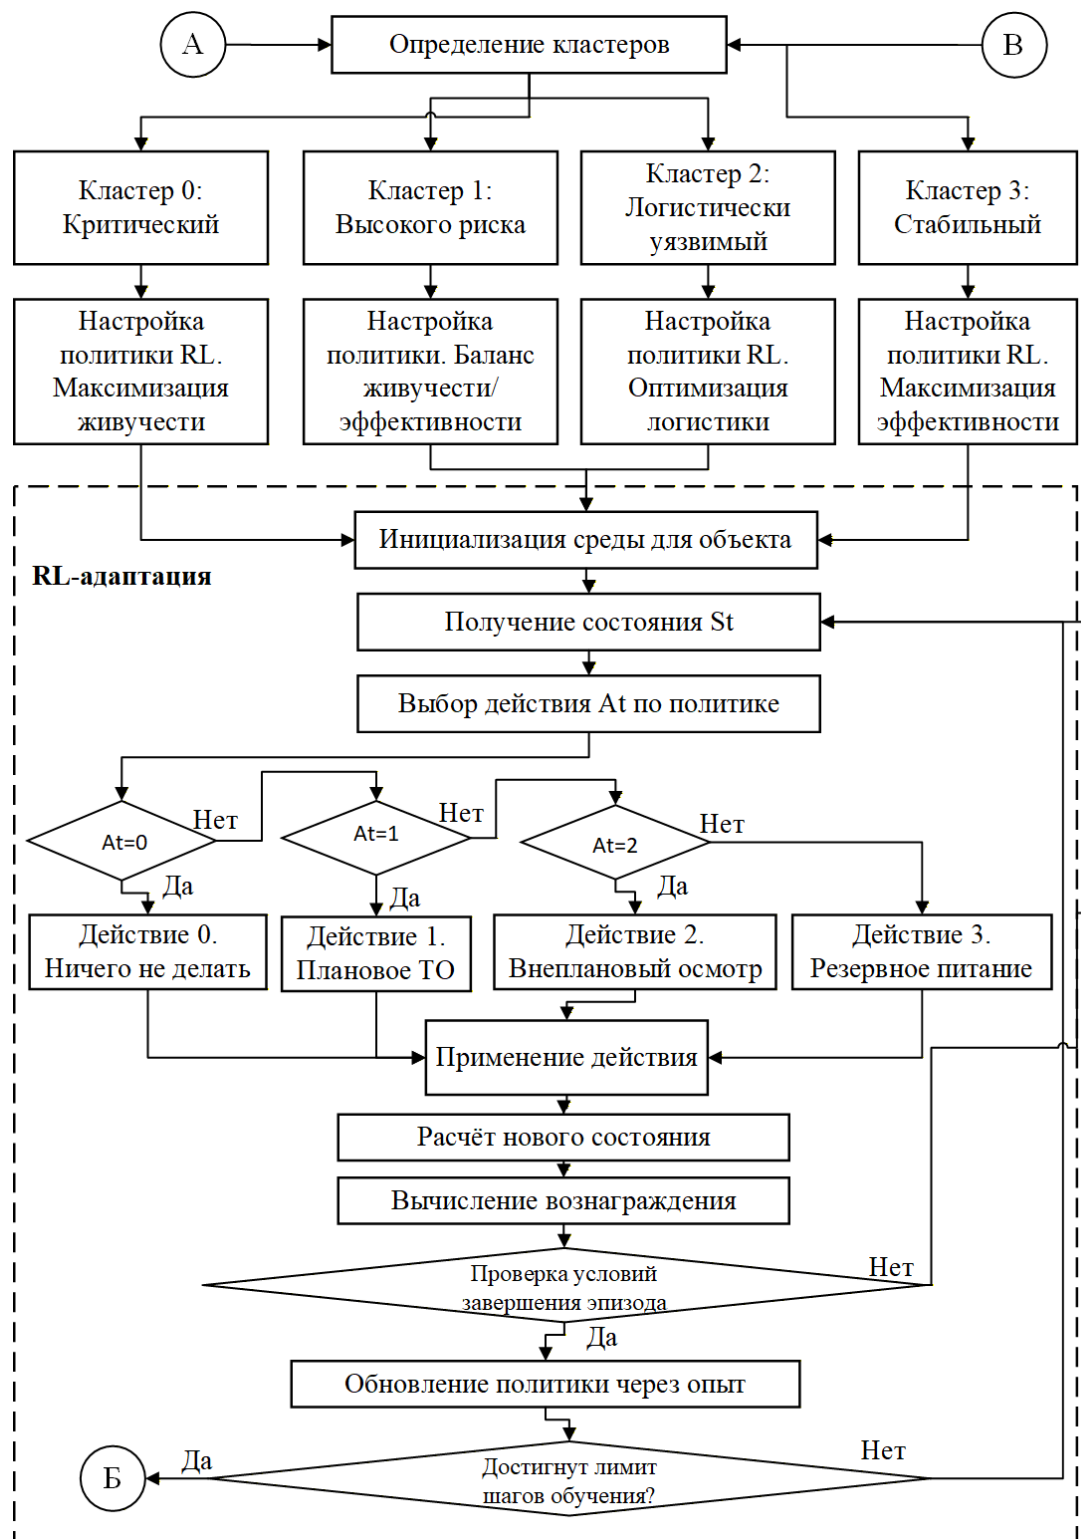 А
Определение кластеров
В
Кластер 0:
Критический
Кластер 1:
Высокого риска
Кластер 2:
Логистически
уязвимый
Кластер 3:
Стабильный
Настройка
политики RL.
Максимизация
живучести
Настройка
политики. Баланс
живучести/
эффективности
Настройка
политики RL.
Оптимизация
логистики
Настройка
политики RL.
Максимизация
эффективности
Инициализация среды для объекта
RL-адаптация
Получение состояния St
Выбор действия At по политике
At=0
Нет
At=1
Нет
At=2
Нет
Да
Да
Да
Действие 0.
Ничего не делать
Действие 1.
Плановое ТО
Действие 2.
Внеплановый осмотр
Действие 3.
Резервное питание
Применение действия
Расчёт нового состояния
Вычисление вознаграждения
Проверка условий
завершения эпизода
Нет
Да
Обновление политики через опыт
Достигнут лимит
шагов обучения?
Да
Нет
Б